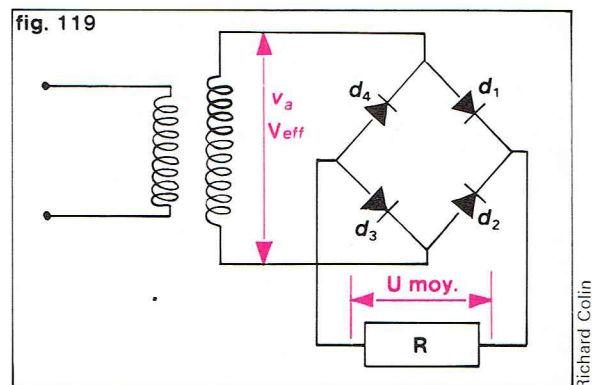 fig. 119
va
Veff
d4
d1
d3
d2
U moy.
R
Richard Colin